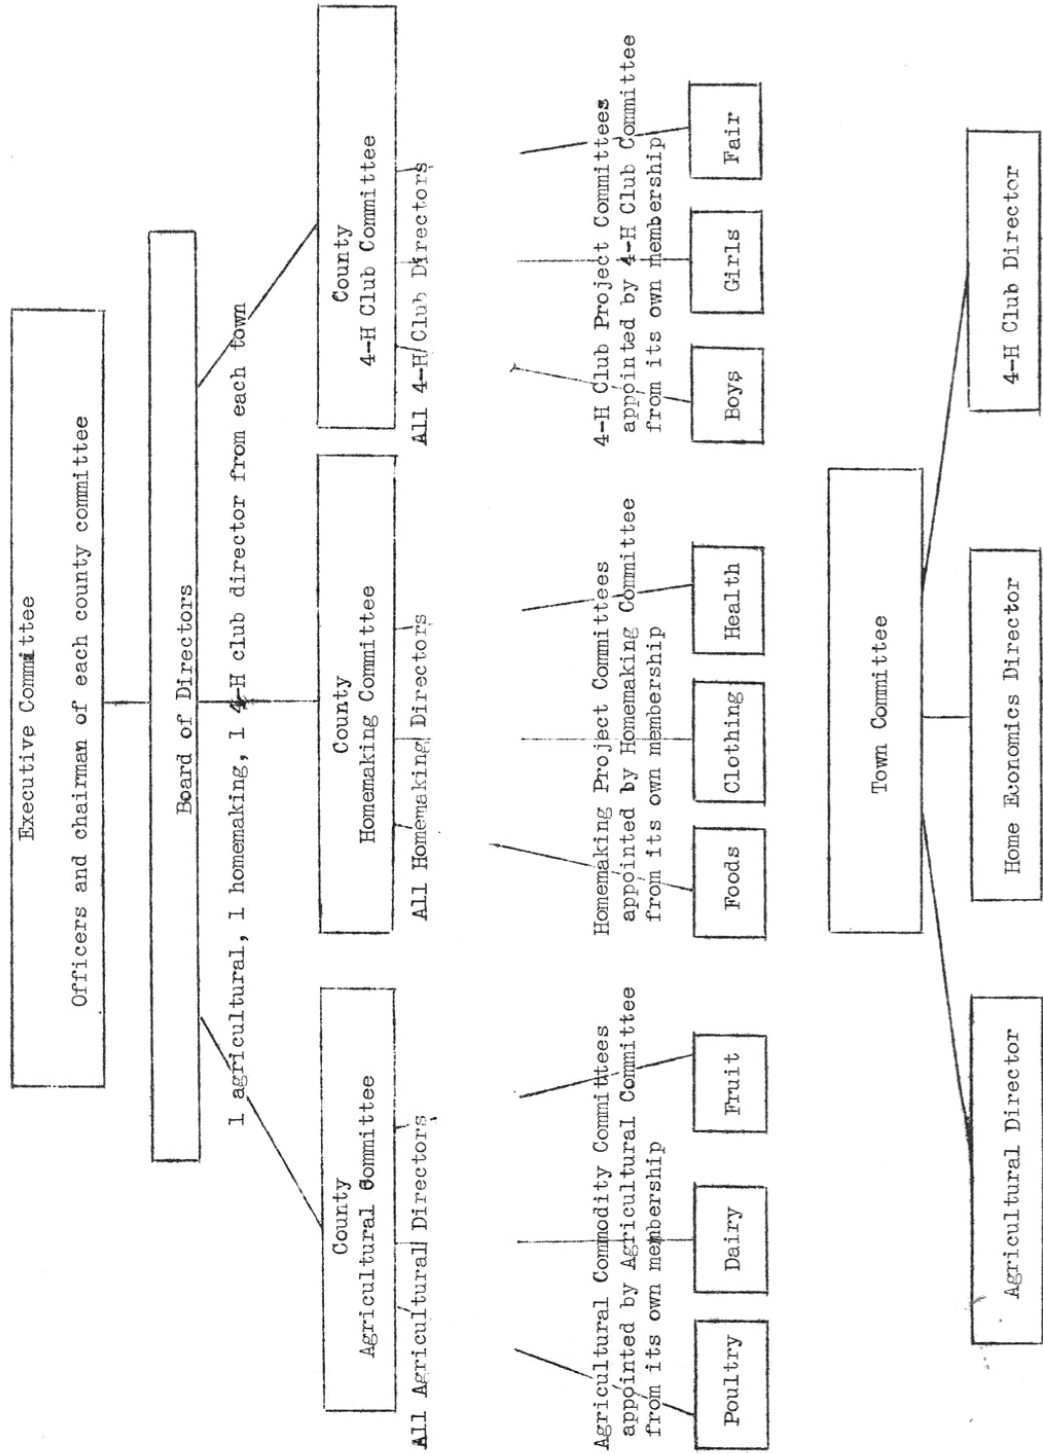 Executive Committee
Officers and chairman of each county committee
Board of Directors
1 agricultural, 1 homemaking, 1 4-H club director from each town
County
Agricultural Committee
All Agricultural Directors
County
Homemaking Committee
All Homemaking Directors
County
4-H Club Committee
All 4-H Club Directors
Agricultural Commodity Committees
appointed by Agricultural Committee
from its own membership
Poultry
Dairy
Fruit
Homemaking Project Committees
appointed by Homemaking Committee
from its own membership
Foods
Clothing
Health
4-H Club Project Committees
appointed by 4-H Club Committee
from its own membership
Boys
Girls
Fair
Town Committee
Agricultural Director
Home Economics Director
4-H Club Director